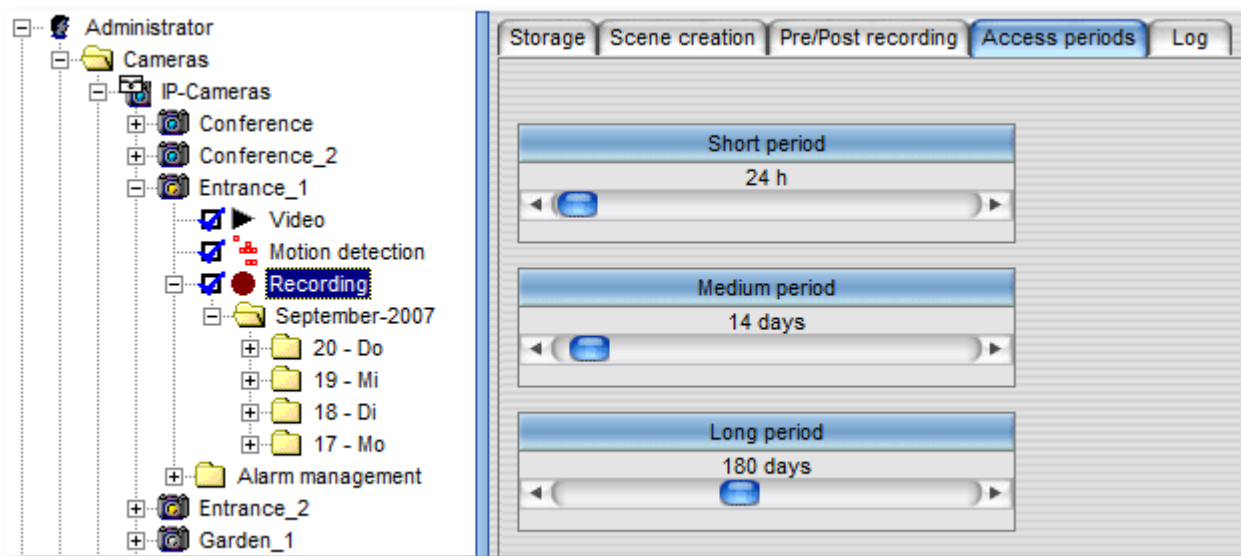 Administrator
Cameras
IP-Cameras
Conference
Conference_2
Entrance_1
Video
Motion detection
Recording
September-2007
20 - Do
19 - Mi
18 - Di
17 - Mo
Alarm management
Entrance_2
Garden_1
Storage Scene creation Pre/Post recording Access periods Log
Short period
24 h
Medium period
14 days
Long period
180 days